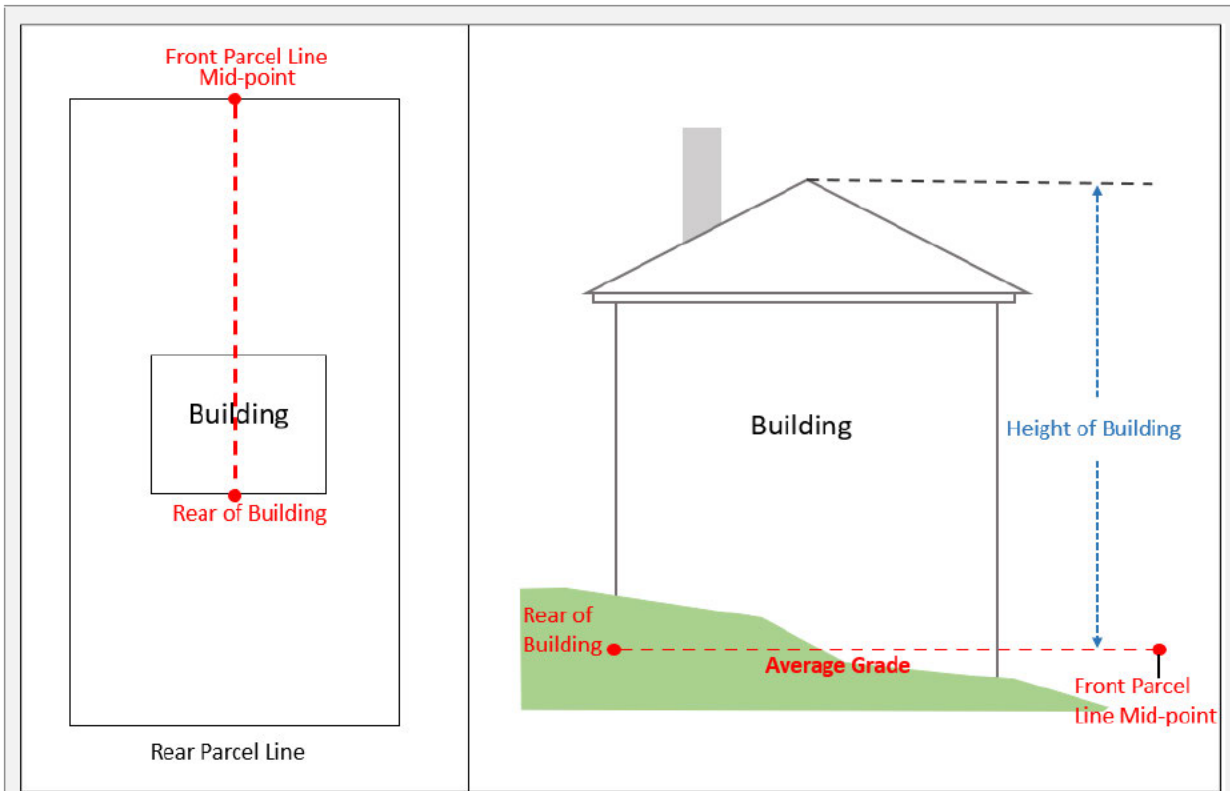 Front Parcel Line
Mid-point
Building
Rear of Building
Rear Parcel Line
Building
Height of Building
Rear of
Building
Average Grade
Front Parcel
Line Mid-point